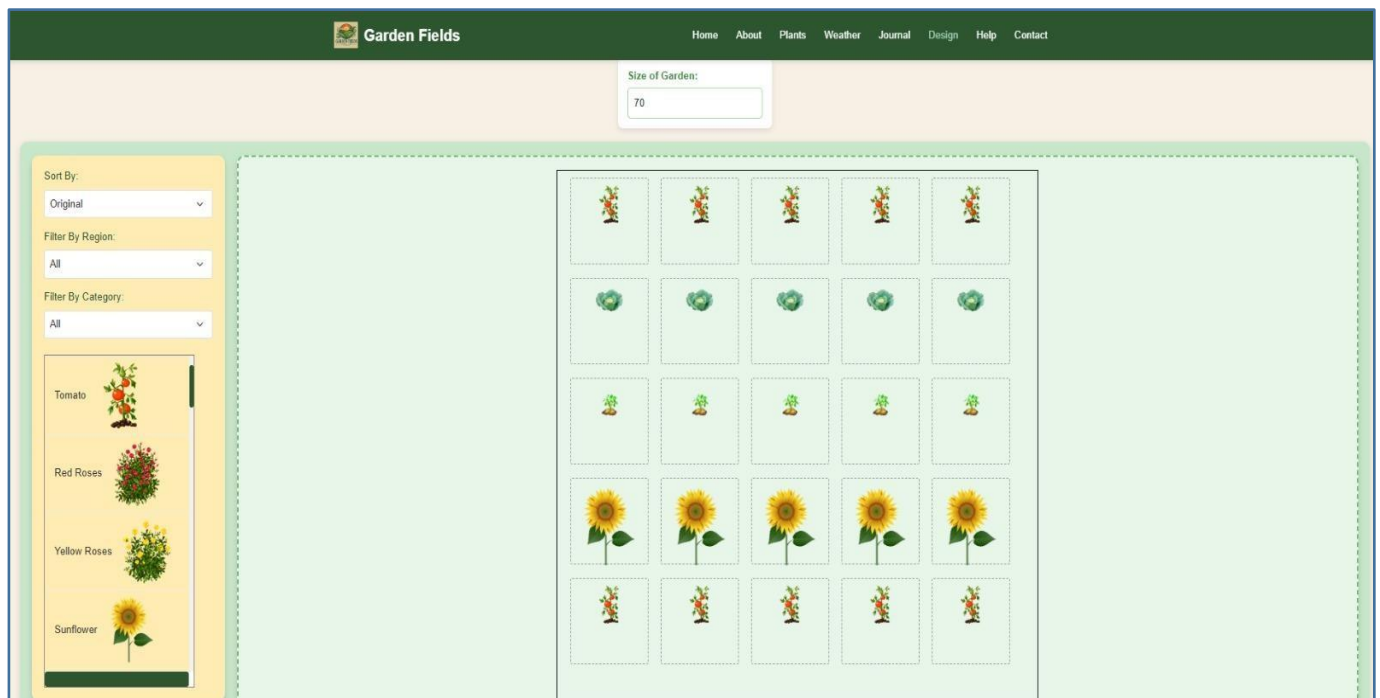 Garden Fields
Home About Plants Weather Journal Design Help Contact
Size of Garden:
70
Sort By:
Original
Filter By Region:
All
Filter By Category:
All
Tomato
Red Roses
Yellow Roses
Sunflower